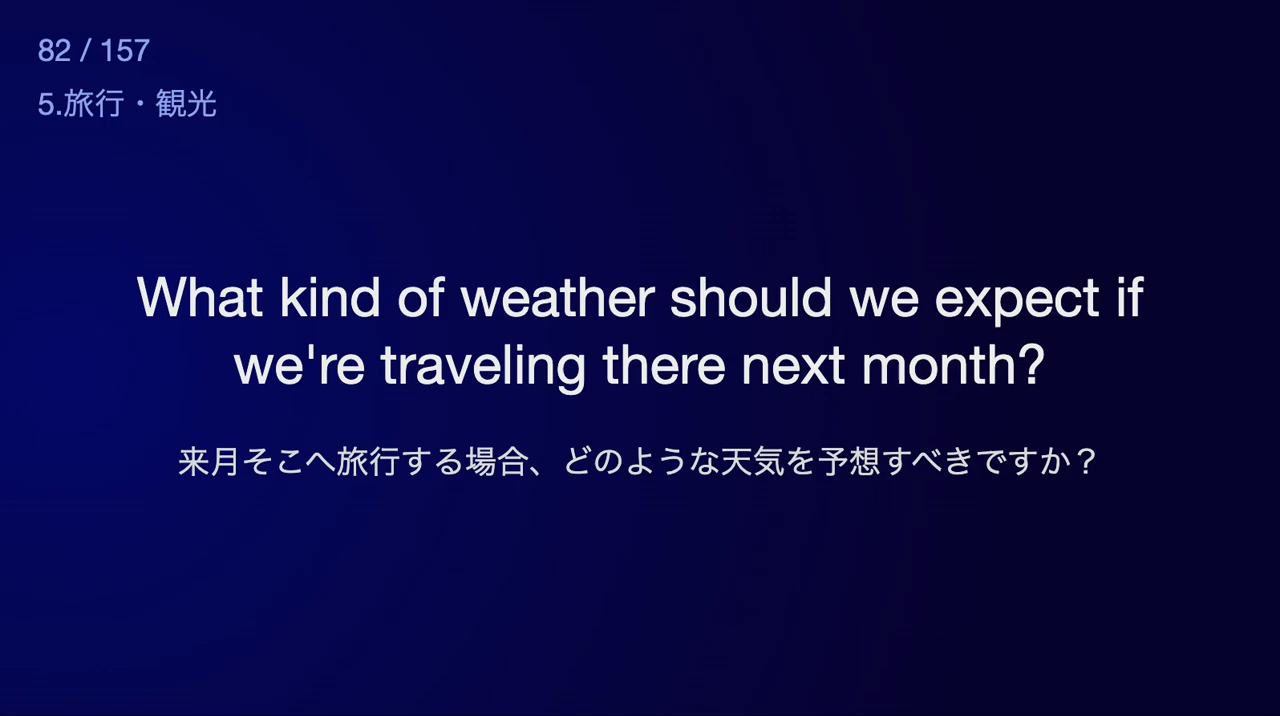 82 / 157
5.旅行・観光
What kind of weather should we expect if
we're traveling there next month?
来月そこへ旅行する場合、どのような天気を予想すべきですか？